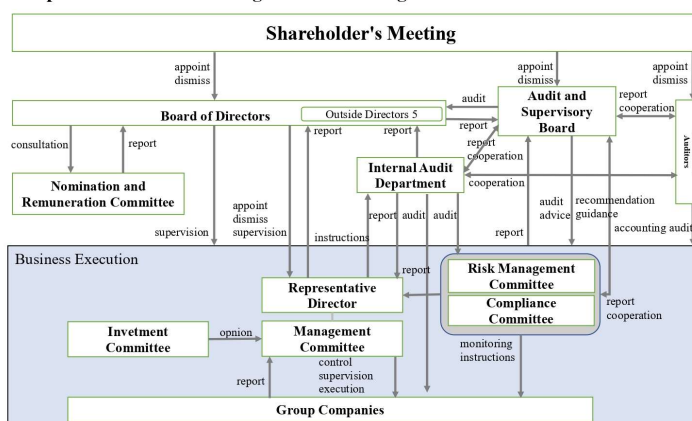 Shareholder's Meeting
appoint
dismiss
appoint
dismiss
appoint
dismiss
Board of Directors
Outside Directors 5
audit
report
Audit and
Supervisory
Board
report
cooperation
Auditors
consultation
report
report
report
report
cooperation
Nomination and
Remuneration Committee
Internal Audit
Department
cooperation
appoint
dismiss
supervision
supervision
instructions
report
audit
audit
report
audit
advice
recommendation
guidance
accounting audit
Business Execution
Representative
Director
report
Risk Management
Committee
Compliance
Committee
report
cooperation
Invetment
Committee
opnion
Management
Committee
monitoring
instructions
report
control
supervision
execution
Group Companies